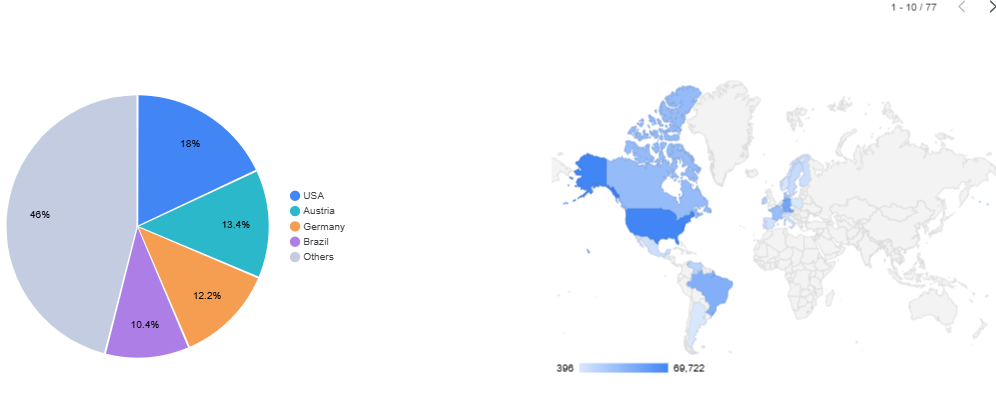 1 - 10 / 77
18%
13.4%
12.2%
10.4%
46%
USA
Austria
Germany
Brazil
Others
396
69,722